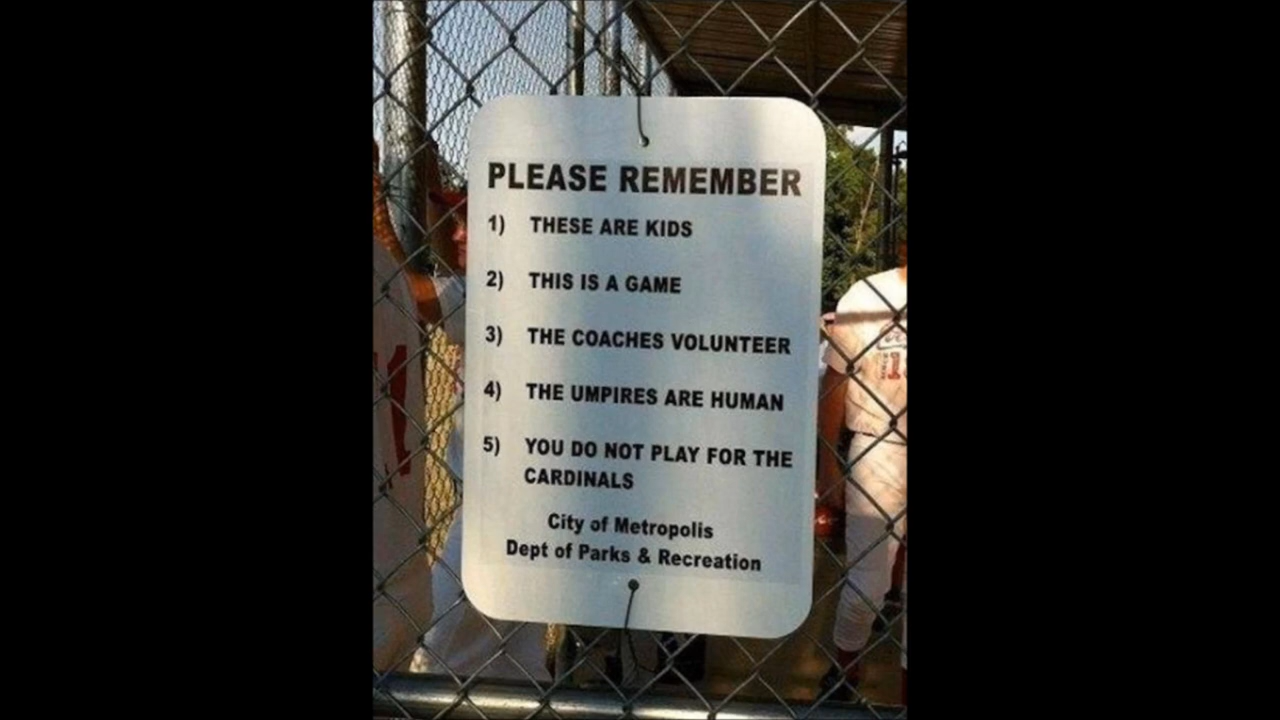 PLEASE REMEMBER
1) THESE ARE KIDS
2) THIS IS A GAME
3) THE COACHES VOLUNTEER
4) THE UMPIRES ARE HUMAN
5) YOU DO NOT PLAY FOR THE
CARDINALS
City of Metropolis
Dept of Parks & Recreation